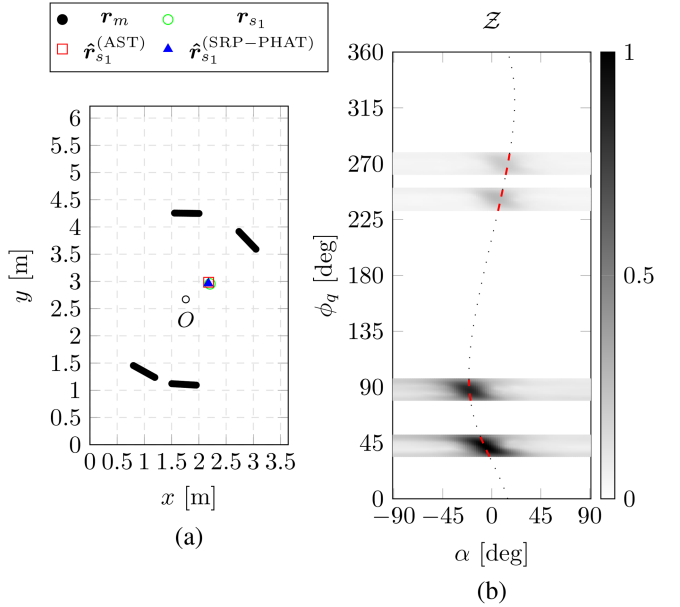 r_m r_{s_1}
r̂_{s_1}^{(AST)} r̂_{s_1}^{(SRP−PHAT)}
6
5.5
5
4.5
4
3.5
3
2.5
2
1.5
1
0.5
0
y [m]
O
0 0.5 1 1.5 2 2.5 3 3.5
x [m]
(a)
𝒵
360
315
270
225
180
135
90
45
0
ϕ_q [deg]
−90 −45 0 45 90
α [deg]
1
0.5
0
(b)